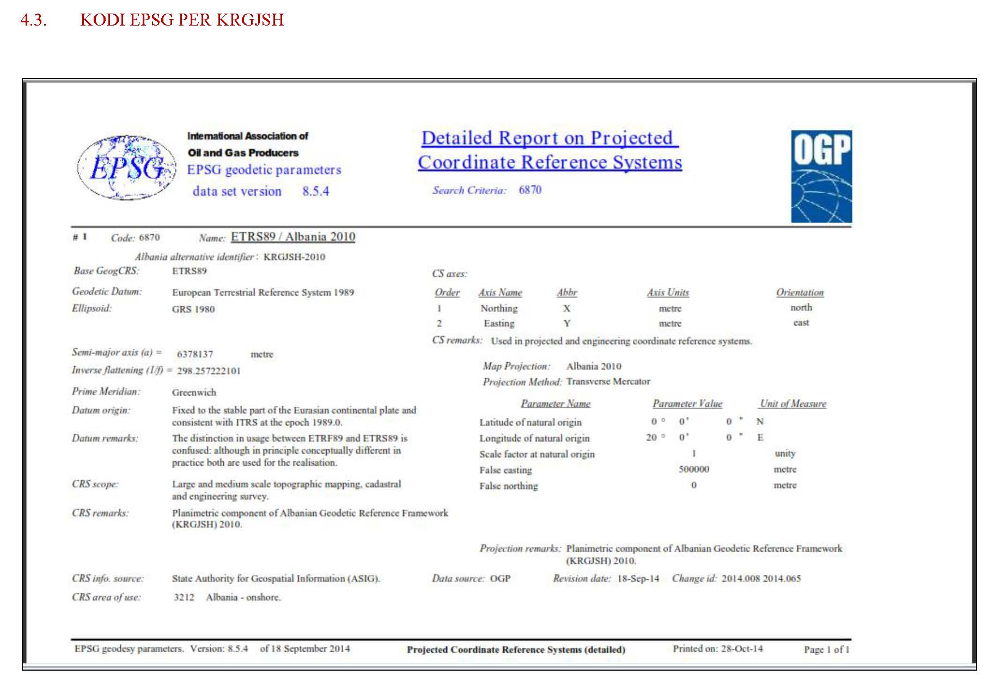 4.3. KODI EPSG PER KRGJSH
EPSG
International Association of
Oil and Gas Producers
EPSG geodetic parameters
data set version 8.5.4
Detailed Report on Projected
Coordinate Reference Systems
Search Criteria: 6870
OGP
# 1 Code: 6870 Name: ETRS89 / Albania 2010
Albania alternative identifier : KRGJSH-2010
Base GeogCRS: ETRS89
Geodetic Datum: European Terrestrial Reference System 1989
Ellipsoid: GRS 1980
Semi-major axis (a) = 6378137 metre
Inverse flattening (1/f) = 298.257222101
Prime Meridian: Greenwich
Datum origin: Fixed to the stable part of the Eurasian continental plate and
consistent with ITRS at the epoch 1989.0.
Datum remarks: The distinction in usage between ETRF89 and ETRS89 is
confused: although in principle conceptually different in
practice both are used for the realisation.
CRS scope: Large and medium scale topographic mapping, cadastral
and engineering survey.
CRS remarks: Planimetric component of Albanian Geodetic Reference Framework
(KRGJSH) 2010.
CS axes:
Order Axis Name Abbr Axis Units Orientation
1 Northing X metre north
2 Easting Y metre east
CS remarks: Used in projected and engineering coordinate reference systems.
Map Projection: Albania 2010
Projection Method: Transverse Mercator
Parameter Name Parameter Value Unit of Measure
Latitude of natural origin 0 ° 0' 0 " N
Longitude of natural origin 20 ° 0' 0 " E
Scale factor at natural origin 1 unity
False easting 500000 metre
False northing 0 metre
Projection remarks: Planimetric component of Albanian Geodetic Reference Framework
(KRGJSH) 2010.
CRS info. source: State Authority for Geospatial Information (ASIG). Data source: OGP Revision date: 18-Sep-14 Change id: 2014.008 2014.065
CRS area of use: 3212 Albania - onshore.
EPSG geodesy parameters. Version: 8.5.4 of 18 September 2014 Projected Coordinate Reference Systems (detailed) Printed on: 28-Oct-14 Page 1 of 1